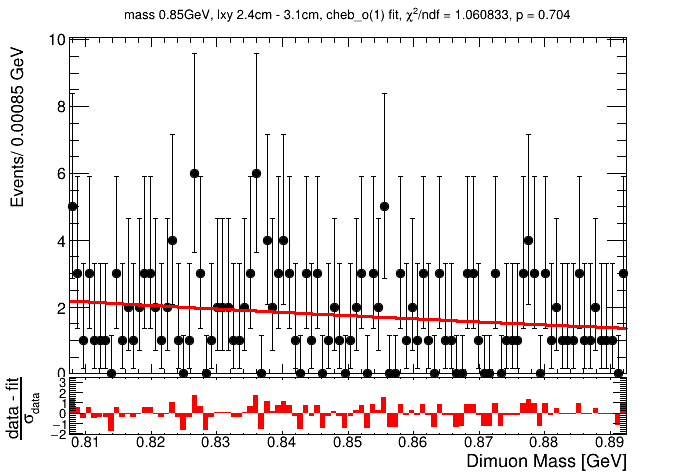 mass 0.85GeV, lxy 2.4cm - 3.1cm, cheb_o(1) fit, χ²/ndf = 1.060833, p = 0.704
Events/ 0.00085 GeV
10
8
6
4
2
0
data - fit
σdata
3
2
1
0
−1
−2
0.81 0.82 0.83 0.84 0.85 0.86 0.87 0.88 0.89
Dimuon Mass [GeV]